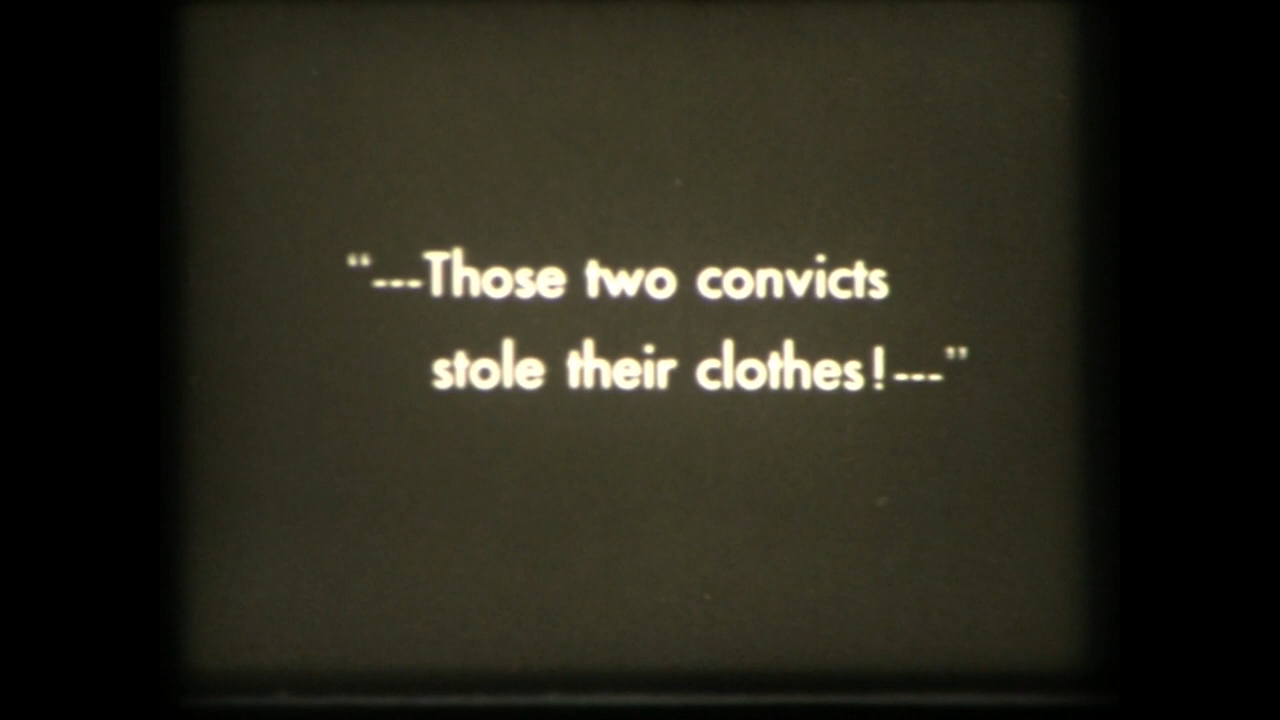 “---Those two convicts
stole their clothes!---”